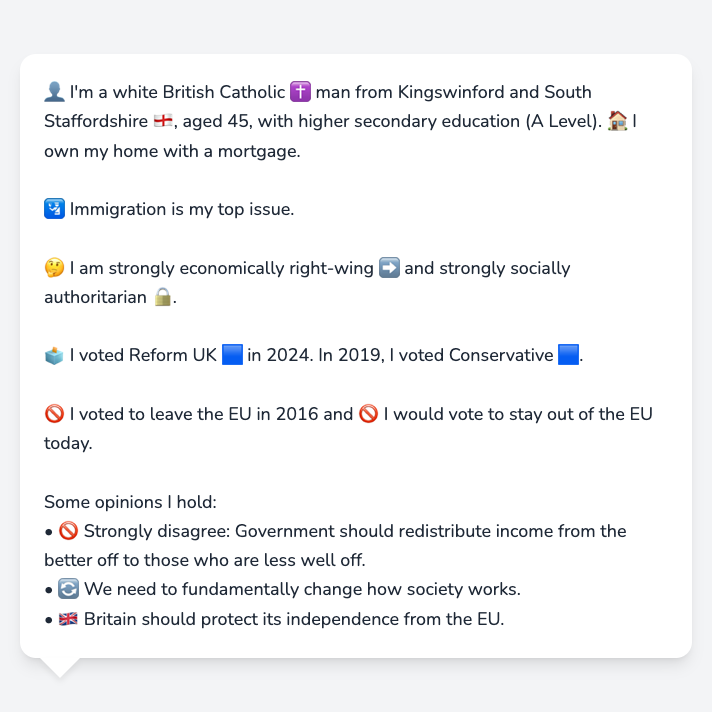 👤 I'm a white British Catholic ✝️ man from Kingswinford and South
Staffordshire 🏴󠁧󠁢󠁥󠁮󠁧󠁿, aged 45, with higher secondary education (A Level). 🏠 I
own my home with a mortgage.
🛂 Immigration is my top issue.
🤔 I am strongly economically right-wing ➡️ and strongly socially
authoritarian 🔒.
🗳️ I voted Reform UK 🟦 in 2024. In 2019, I voted Conservative 🟦.
🚫 I voted to leave the EU in 2016 and 🚫 I would vote to stay out of the EU
today.
Some opinions I hold:
• 🚫 Strongly disagree: Government should redistribute income from the
better off to those who are less well off.
• 🔄 We need to fundamentally change how society works.
• 🇬🇧 Britain should protect its independence from the EU.